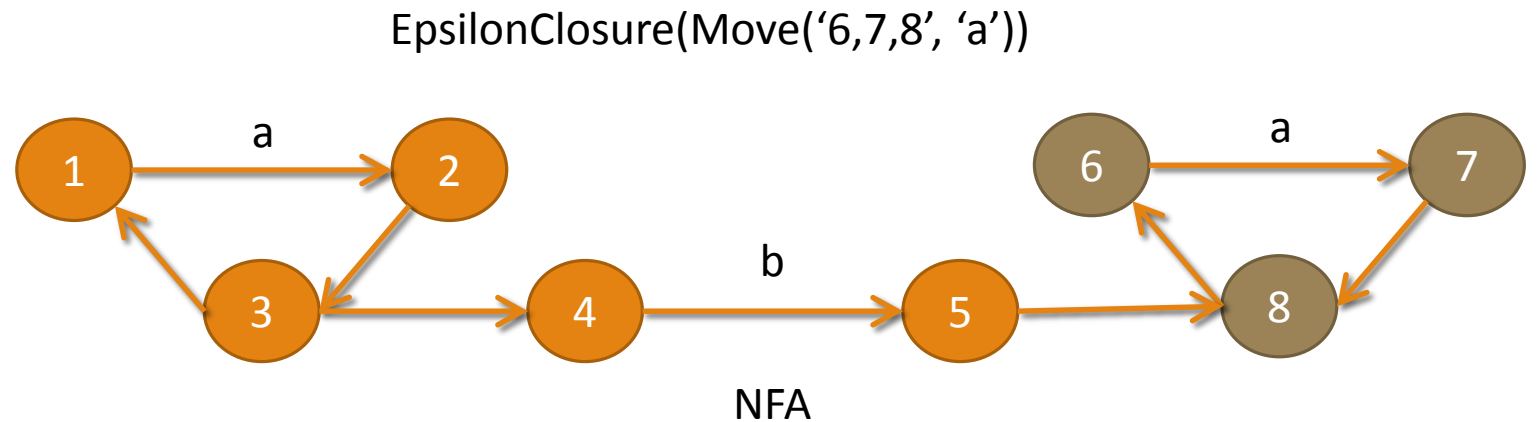 EpsilonClosure(Move(‘6,7,8’, ‘a’))
a
a
1
2
6
7
b
3
4
5
8
NFA